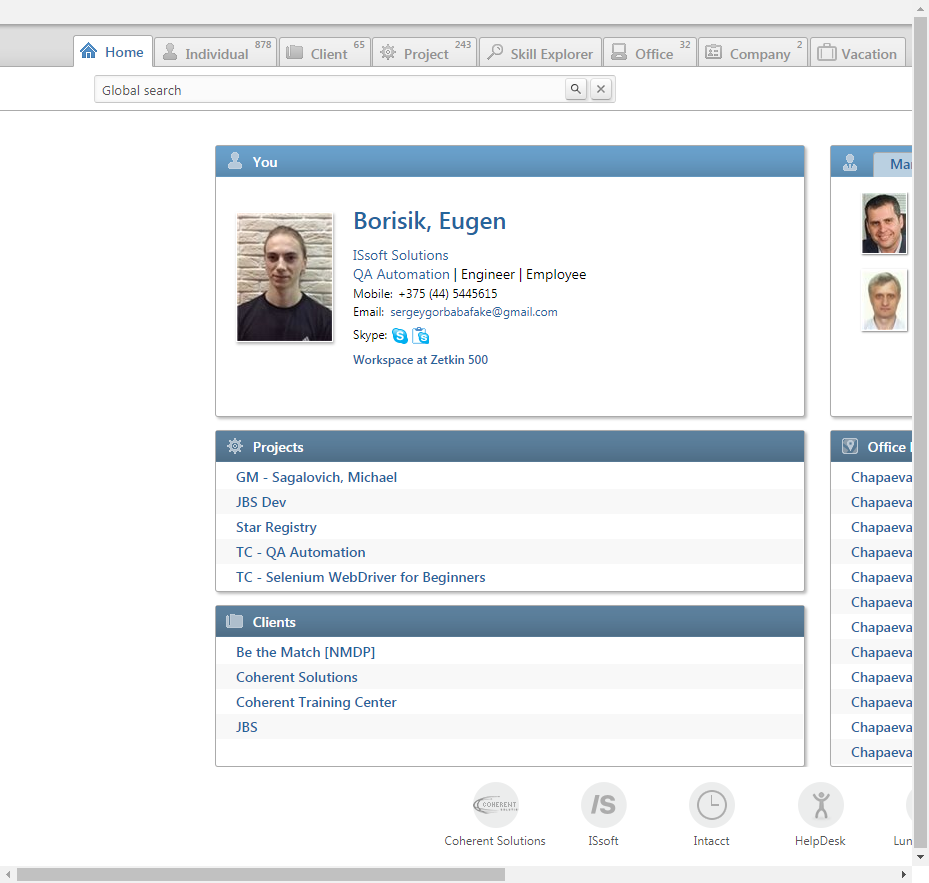 Home
Individual 878
Client 65
Project 243
Skill Explorer
Office 32
Company 2
Vacation
Global search
You
Borisik, Eugen
ISsoft Solutions
QA Automation | Engineer | Employee
Mobile: +375 (44) 5445615
Email: sergeygorbabafake@gmail.com
Skype:
Workspace at Zetkin 500
Projects
GM - Sagalovich, Michael
JBS Dev
Star Registry
TC - QA Automation
TC - Selenium WebDriver for Beginners
Clients
Be the Match [NMDP]
Coherent Solutions
Coherent Training Center
JBS
Office
Chapaeva
Chapaeva
Chapaeva
Chapaeva
Chapaeva
Chapaeva
Chapaeva
Chapaeva
Chapaeva
Chapaeva
Chapaeva
Chapaeva
COHERENT
IS
Coherent Solutions
ISsoft
Intacct
HelpDesk